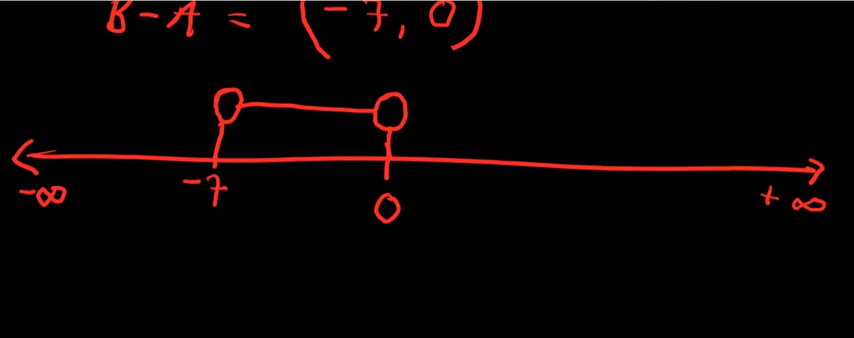 B - A = (-7, 0)
-∞ -7 0 +∞